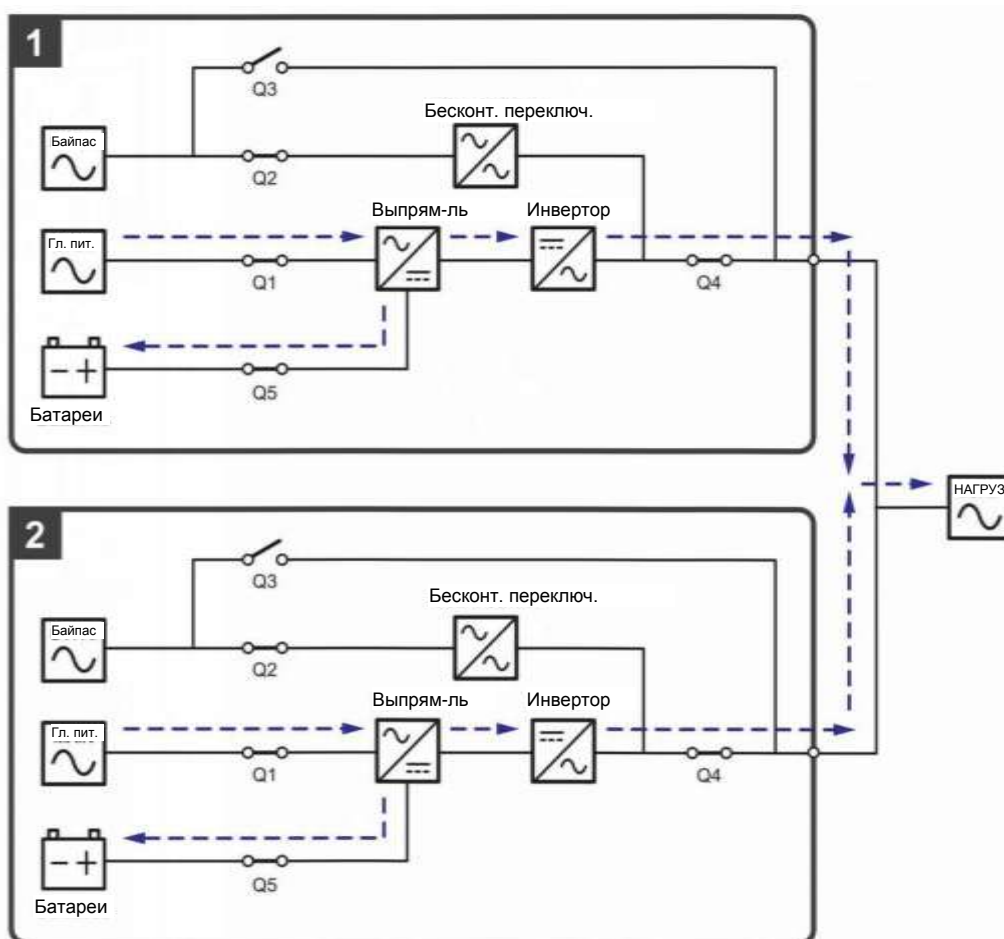 1
Q3
Бесконт. переключ.
Байпас
Q2
Выпрям-ль
Инвертор
Гл. пит.
Q1
Q4
Q5
Батареи
НАГРУЗ
2
Q3
Бесконт. переключ.
Байпас
Q2
Выпрям-ль
Инвертор
Гл. пит.
Q1
Q4
Q5
Батареи